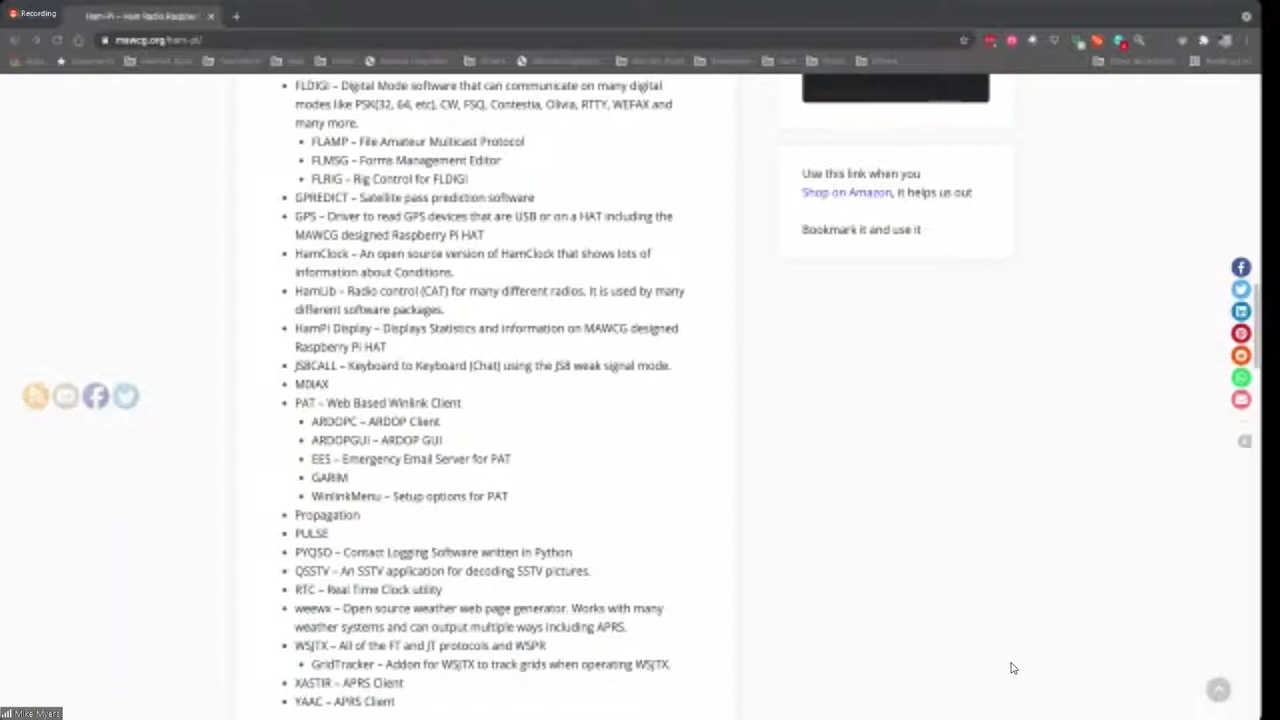 Recording
Ham-Pi – Ham Radio Raspber
mawcg.org/ham-pi/
FLDIGI – Digital Mode software that can communicate on many digital
modes like PSK(32, 64, etc), CW, FSQ, Contestia, Olivia, RTTY, WEFAX and
many more.
FLAMP – File Amateur Multicast Protocol
FLMSG – Forms Management Editor
FLRIG – Rig Control for FLDIGI
GPREDICT – Satellite pass prediction software
GPS – Driver to read GPS devices that are USB or on a HAT including the
MAWCG designed Raspberry Pi HAT
HamClock – An open source version of HamClock that shows lots of
information about Conditions.
HamLib – Radio control (CAT) for many different radios. It is used by many
different software packages.
HamPi Display – Displays Statistics and information on MAWCG designed
Raspberry Pi HAT
JS8CALL – Keyboard to Keyboard (Chat) using the JS8 weak signal mode.
M0IAX
PAT – Web Based Winlink Client
ARDOPC – ARDOP Client
ARDOPGUI – ARDOP GUI
EES – Emergency Email Server for PAT
GARIM
WinlinkMenu – Setup options for PAT
Propagation
PULSE
PYQSO – Contact Logging Software written in Python
QSSTV – An SSTV application for decoding SSTV pictures.
RTC – Real Time Clock utility
weewx – Open source weather web page generator. Works with many
weather systems and can output multiple ways including APRS.
WSJTX – All of the FT and JT protocols and WSPR
GridTracker – Addon for WSJTX to track grids when operating WSJTX.
XASTIR – APRS Client
YAAC – APRS Client
Use this link when you
Shop on Amazon, it helps us out
Bookmark it and use it
Mike Myers